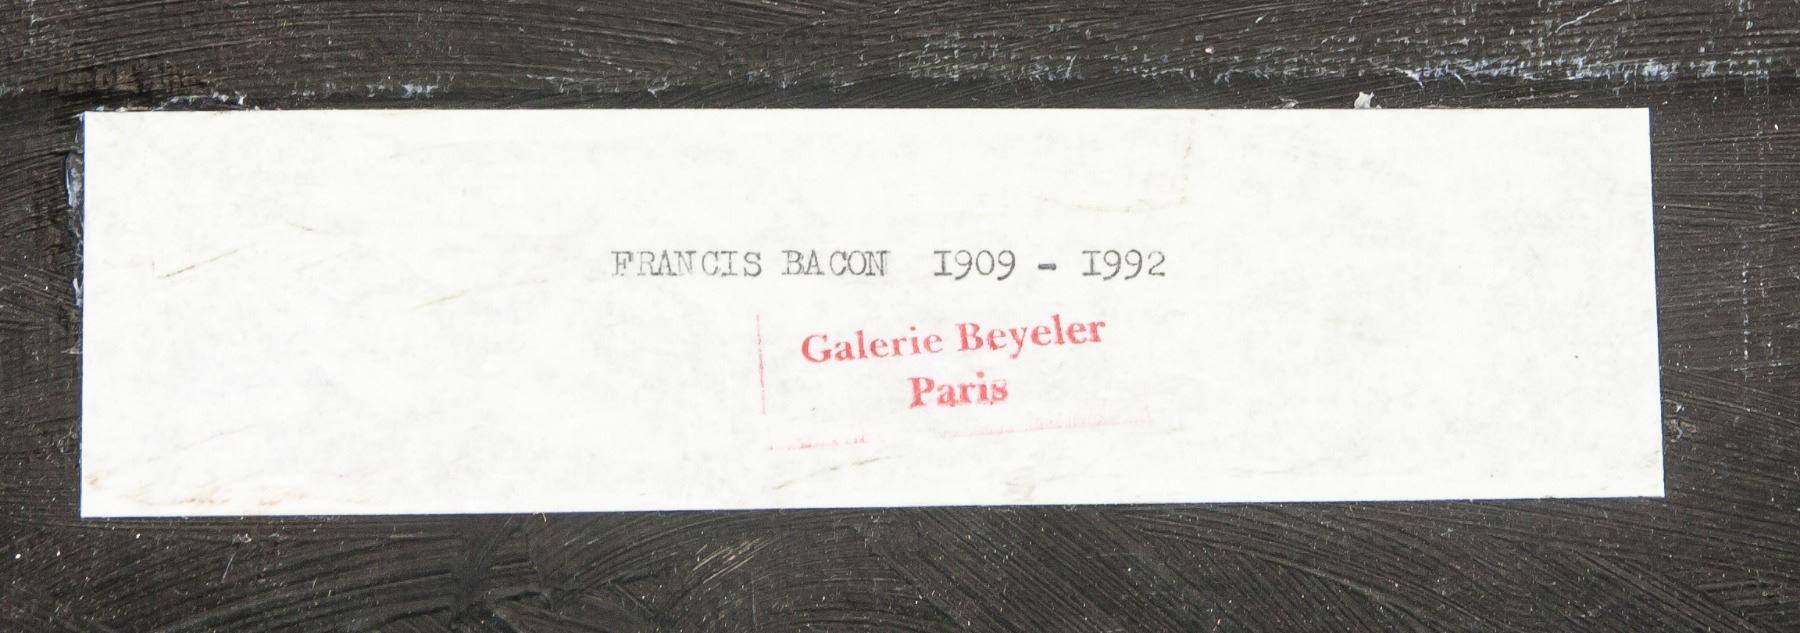 FRANCIS BACON 1909 - 1992
Galerie Beyeler
Paris